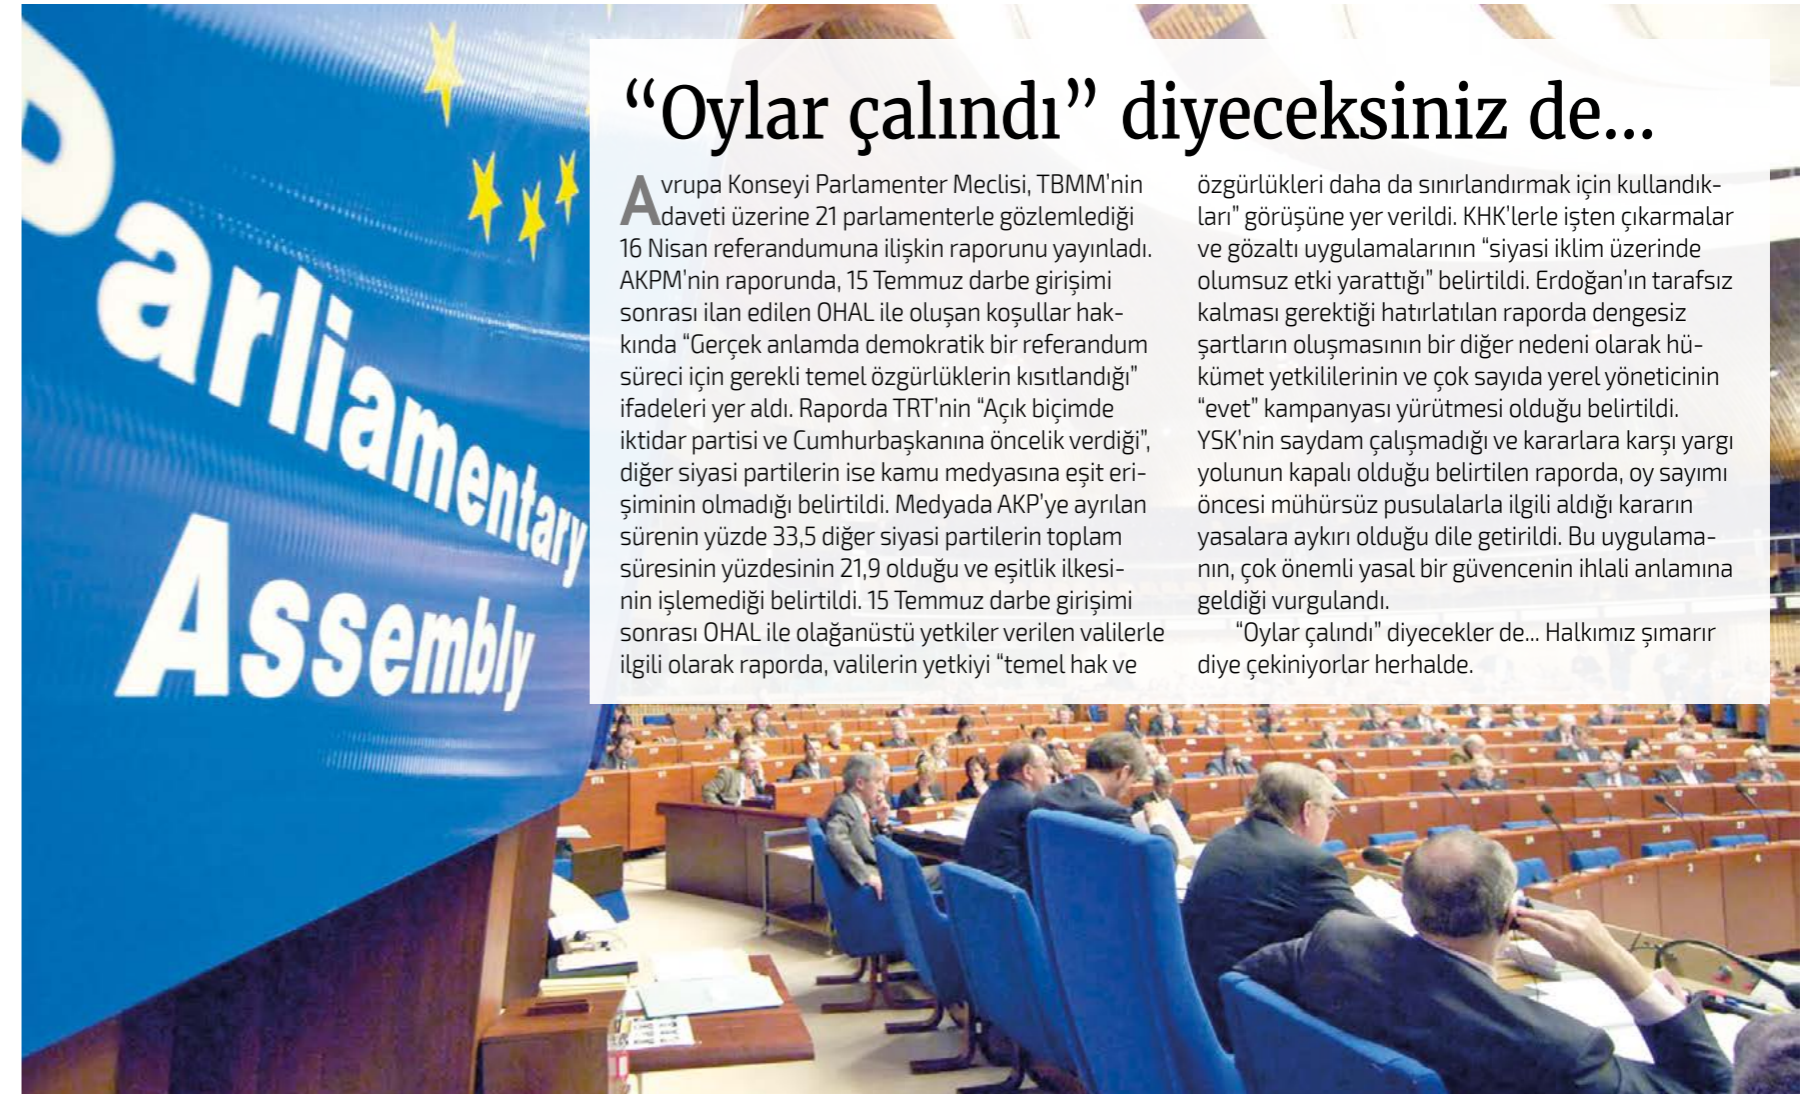 Parliamentary
Assembly
“Oylar çalındı” diyeceksiniz de...
Avrupa Konseyi Parlamenter Meclisi, TBMM’nin
daveti üzerine 21 parlamenterle gözlemlediği
16 Nisan referandumuna ilişkin raporunu yayınladı.
AKPM’nin raporunda, 15 Temmuz darbe girişimi
sonrası ilan edilen OHAL ile oluşan koşullar hak-
kında “Gerçek anlamda demokratik bir referandum
süreci için gerekli temel özgürlüklerin kısıtlandığı”
ifadeleri yer aldı. Raporda TRT’nin “Açık biçimde
iktidar partisi ve Cumhurbaşkanına öncelik verdiği”,
diğer siyasi partilerin ise kamu medyasına eşit eri-
şiminin olmadığı belirtildi. Medyada AKP’ye ayrılan
sürenin yüzde 33,5 diğer siyasi partilerin toplam
süresinin yüzdesinin 21,9 olduğu ve eşitlik ilkesi-
nin işlemediği belirtildi. 15 Temmuz darbe girişimi
sonrası OHAL ile olağanüstü yetkiler verilen valilerle
ilgili olarak raporda, valilerin yetkiyi “temel hak ve
özgürlükleri daha da sınırlandırmak için kullandık-
ları” görüşüne yer verildi. KHK’lerle işten çıkarmalar
ve gözaltı uygulamalarının “siyasi iklim üzerinde
olumsuz etki yarattığı” belirtildi. Erdoğan’ın tarafsız
kalması gerektiği hatırlatılan raporda dengesiz
şartların oluşmasının bir diğer nedeni olarak hü-
kümet yetkililerinin ve çok sayıda yerel yöneticinin
“evet” kampanyası yürütmesi olduğu belirtildi.
YSK’nin saydam çalışmadığı ve kararlara karşı yargı
yolunun kapalı olduğu belirtilen raporda, oy sayımı
öncesi mühürsüz pusulalarla ilgili aldığı kararın
yasalara aykırı olduğu dile getirildi. Bu uygulama-
nın, çok önemli yasal bir güvencenin ihlali anlamına
geldiği vurgulandı.
“Oylar çalındı” diyecekler de... Halkımız şımarır
diye çekiniyorlar herhalde.